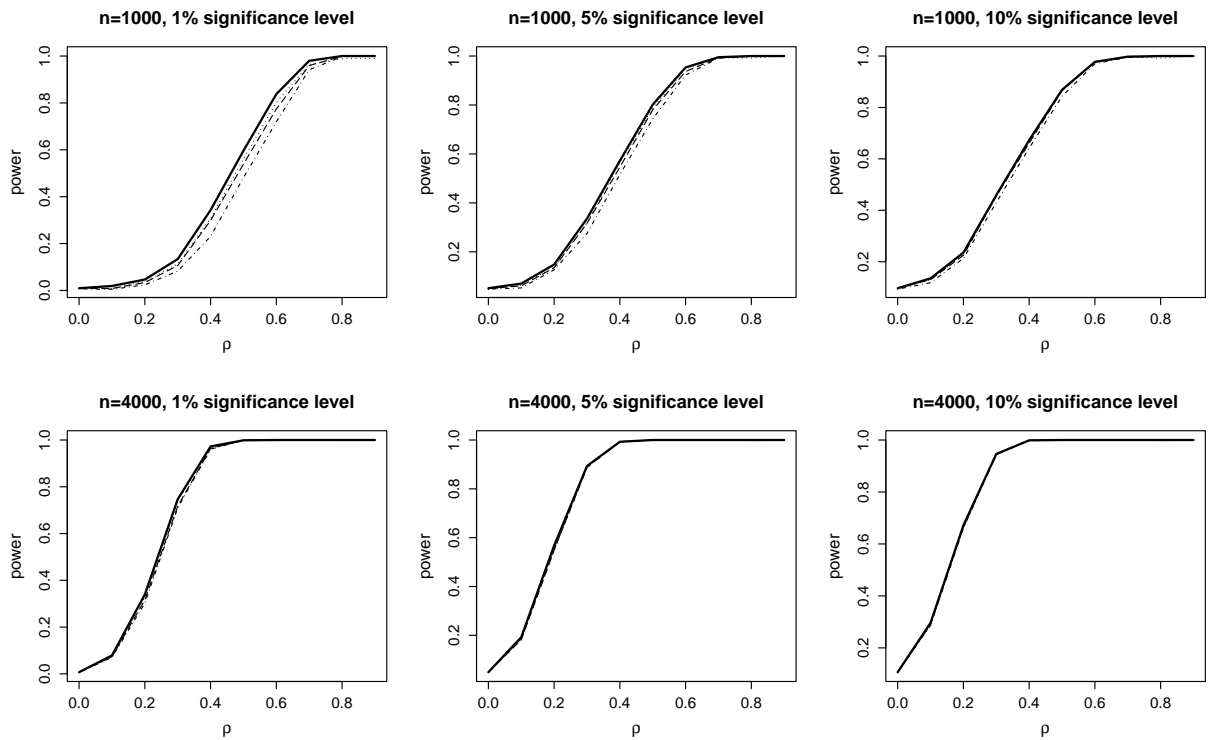 n=1000, 1% significance level
power
0.0 0.2 0.4 0.6 0.8 1.0
0.0 0.2 0.4 0.6 0.8
ρ
n=1000, 5% significance level
power
0.2 0.4 0.6 0.8 1.0
0.0 0.2 0.4 0.6 0.8
ρ
n=1000, 10% significance level
power
0.2 0.4 0.6 0.8 1.0
0.0 0.2 0.4 0.6 0.8
ρ
n=4000, 1% significance level
power
0.0 0.2 0.4 0.6 0.8 1.0
0.0 0.2 0.4 0.6 0.8
ρ
n=4000, 5% significance level
power
0.2 0.4 0.6 0.8 1.0
0.0 0.2 0.4 0.6 0.8
ρ
n=4000, 10% significance level
power
0.2 0.4 0.6 0.8 1.0
0.0 0.2 0.4 0.6 0.8
ρ